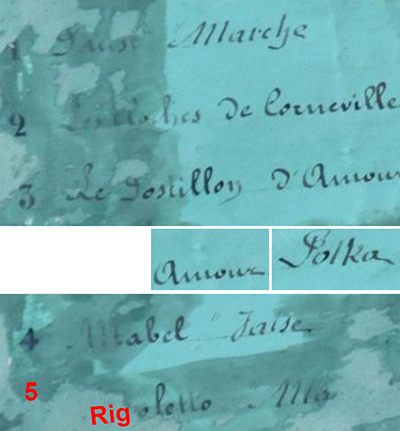 1 Faust Marche
2 Les Cloches de Corneville
3 Le Postillon d'Amour
Amour Polka
4 Mabel Valse
5 Rigoletto Ma